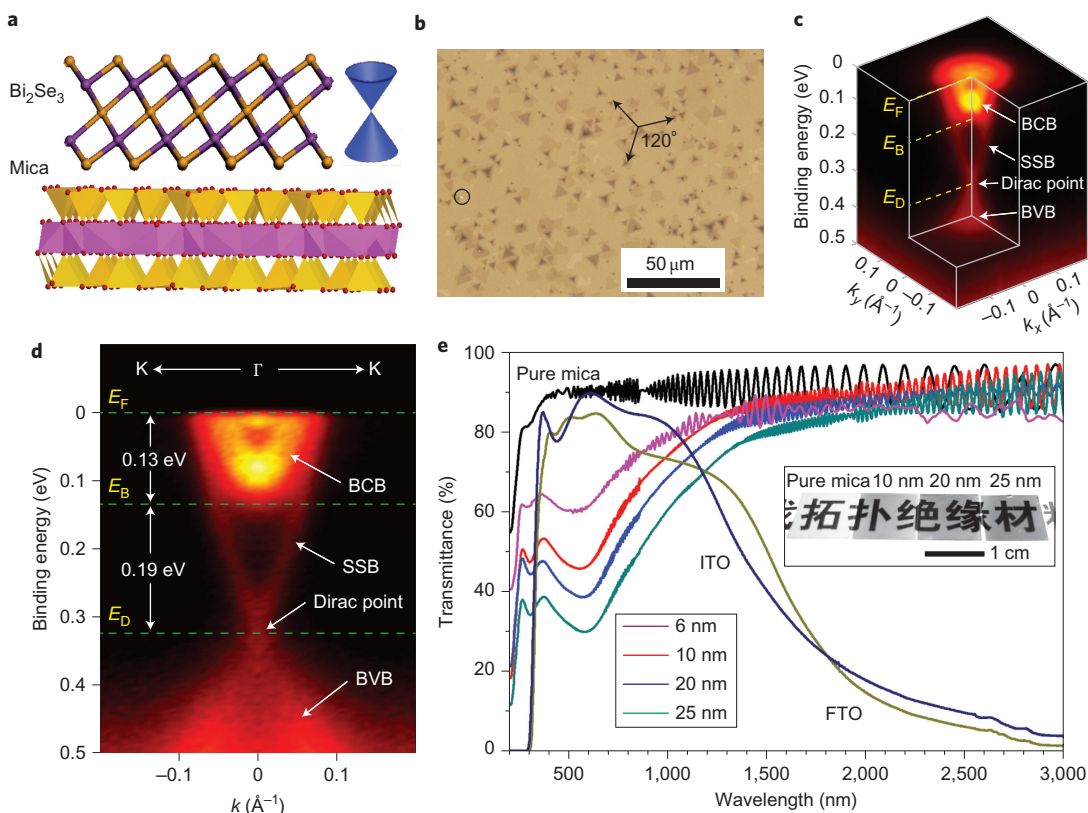 a
Bi2Se3
Mica
b
120°
50 μm
c
Binding energy (eV)
0
0.1
0.2
0.3
0.4
0.5
EF
EB
ED
BCB
SSB
Dirac point
BVB
0.1
0
−0.1
ky (Å−1)
−0.1
0
0.1
kx (Å−1)
d
K Γ K
EF
EB
ED
0.13 eV
0.19 eV
BCB
SSB
Dirac point
BVB
Binding energy (eV)
0
0.1
0.2
0.3
0.4
0.5
−0.1 0 0.1
k (Å−1)
e
Transmittance (%)
100
80
60
40
20
0
Pure mica
ITO
FTO
6 nm
10 nm
20 nm
25 nm
Pure mica 10 nm 20 nm 25 nm
拓扑绝缘材
1 cm
500 1,000 1,500 2,000 2,500 3,000
Wavelength (nm)